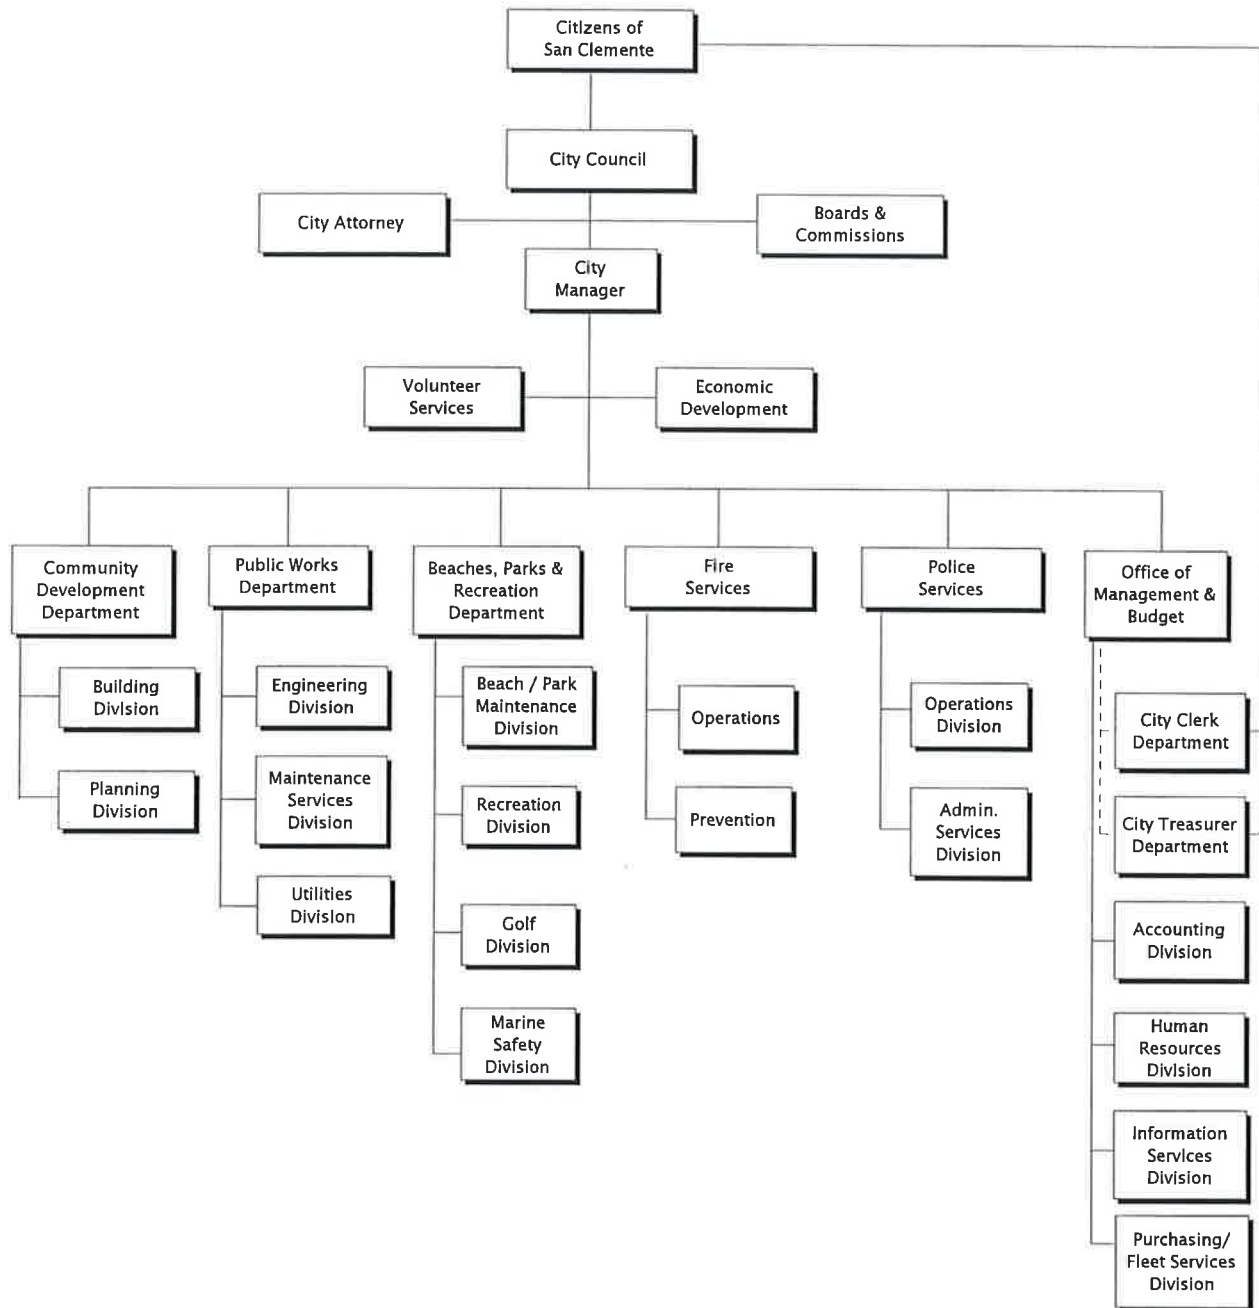 Citizens of
San Clemente
City Council
City Attorney
Boards &
Commissions
City
Manager
Volunteer
Services
Economic
Development
Community
Development
Department
Public Works
Department
Beaches, Parks &
Recreation
Department
Fire
Services
Police
Services
Office of
Management &
Budget
Building
Division
Planning
Division
Engineering
Division
Maintenance
Services
Division
Utilities
Division
Beach / Park
Maintenance
Division
Recreation
Division
Golf
Division
Marine
Safety
Division
Operations
Prevention
Operations
Division
Admin.
Services
Division
City Clerk
Department
City Treasurer
Department
Accounting
Division
Human
Resources
Division
Information
Services
Division
Purchasing/
Fleet Services
Division